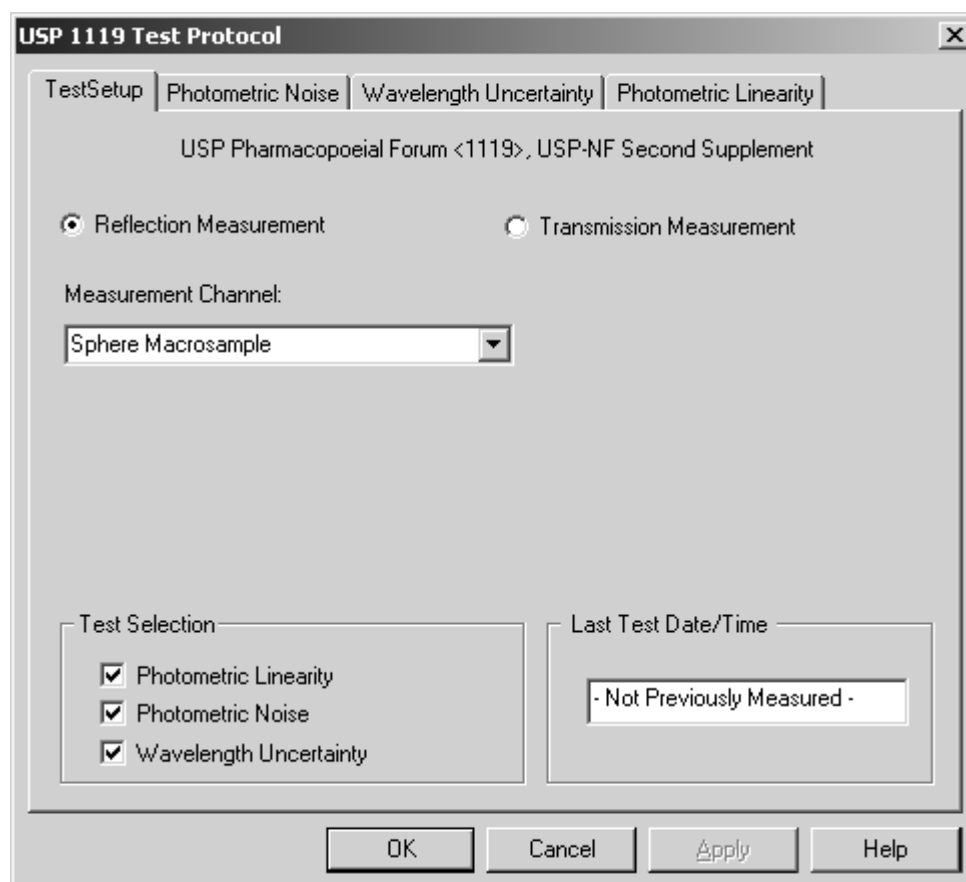 USP 1119 Test Protocol
TestSetup Photometric Noise Wavelength Uncertainty Photometric Linearity
USP Pharmacopoeial Forum <1119>, USP-NF Second Supplement
Reflection Measurement Transmission Measurement
Measurement Channel:
Sphere Macrosample
Test Selection
Photometric Linearity
Photometric Noise
Wavelength Uncertainty
Last Test Date/Time
- Not Previously Measured -
OK Cancel Apply Help